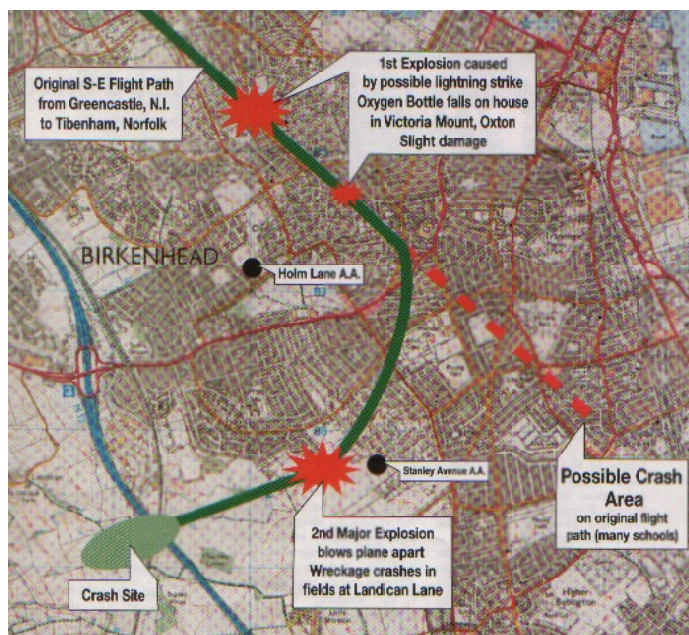 Original S-E Flight Path
from Greencastle, N.I.
to Tibenham, Norfolk
1st Explosion caused
by possible lightning strike
Oxygen Bottle falls on house
in Victoria Mount, Oxton
Slight damage
BIRKENHEAD
Holm Lane A.A.
Stanley Avenue A.A.
Possible Crash
Area
on original flight
path (many schools)
2nd Major Explosion
blows plane apart
Wreckage crashes in
fields at Landican Lane
Crash Site
Higher
Bebington